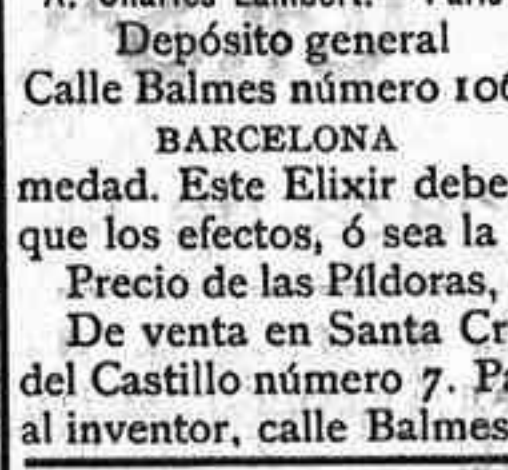 Depósito general
Calle Balmes número
BARCELONA
medad. Este Elixir debe
que los efectos, ó sea la
Precio de las Píldoras,
De venta en Santa
del Castillo número 7.
al inventor, calle Balmes